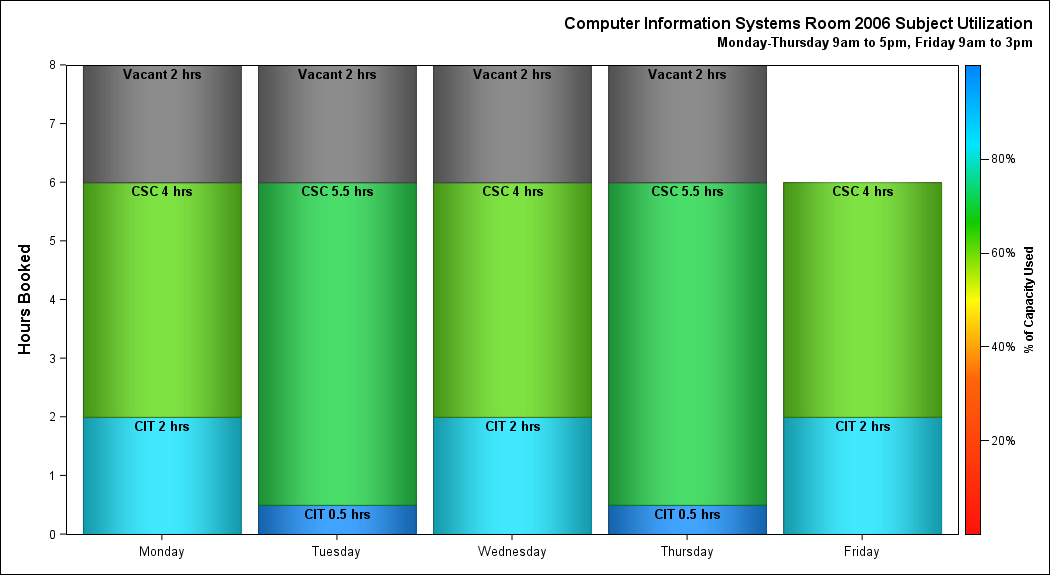 Computer Information Systems Room 2006 Subject Utilization
Monday-Thursday 9am to 5pm, Friday 9am to 3pm
Hours Booked
8
7
6
5
4
3
2
1
0
Vacant 2 hrs
Vacant 2 hrs
Vacant 2 hrs
Vacant 2 hrs
CSC 4 hrs
CSC 5.5 hrs
CSC 4 hrs
CSC 5.5 hrs
CSC 4 hrs
CIT 2 hrs
CIT 0.5 hrs
CIT 2 hrs
CIT 0.5 hrs
CIT 2 hrs
Monday
Tuesday
Wednesday
Thursday
Friday
80%
60%
40%
20%
% of Capacity Used